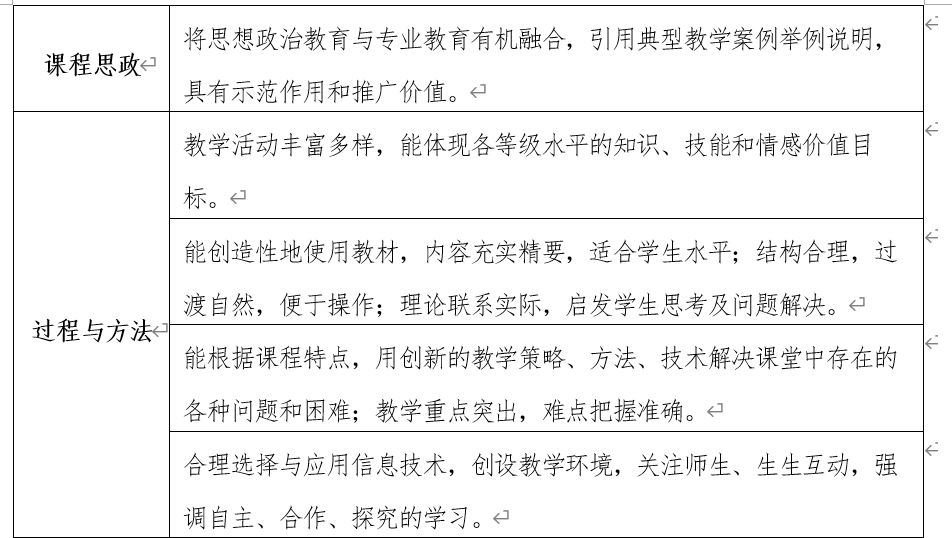 课程思政
将思想政治教育与专业教育有机融合，引用典型教学案例举例说明，
具有示范作用和推广价值。
过程与方法
教学活动丰富多样，能体现各等级水平的知识、技能和情感价值目
标。
能创造性地使用教材，内容充实精要，适合学生水平；结构合理，过
渡自然，便于操作；理论联系实际，启发学生思考及问题解决。
能根据课程特点，用创新的教学策略、方法、技术解决课堂中存在的
各种问题和困难；教学重点突出，难点把握准确。
合理选择与应用信息技术，创设教学环境，关注师生、生生互动，强
调自主、合作、探究的学习。